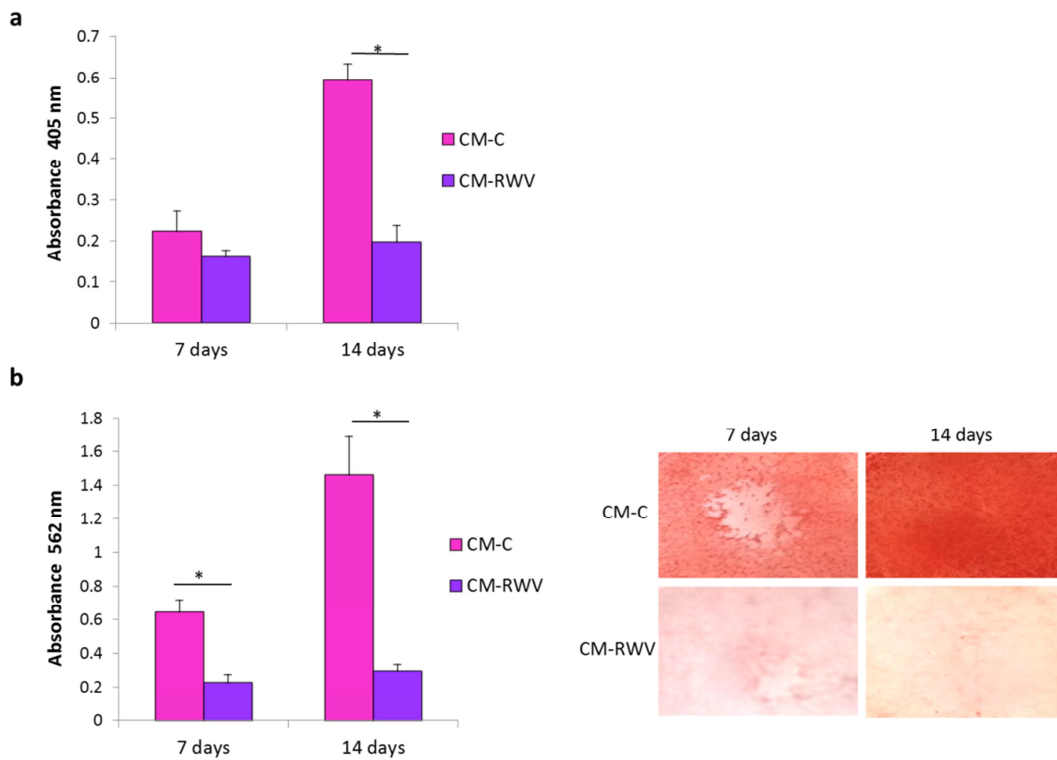 a
Absorbance 405 nm
0.7
0.6
0.5
0.4
0.3
0.2
0.1
0
*
CM-C
CM-RWV
7 days 14 days
b
Absorbance 562 nm
1.8
1.6
1.4
1.2
1
0.8
0.6
0.4
0.2
0
*
*
CM-C
CM-RWV
7 days 14 days
7 days 14 days
CM-C
CM-RWV